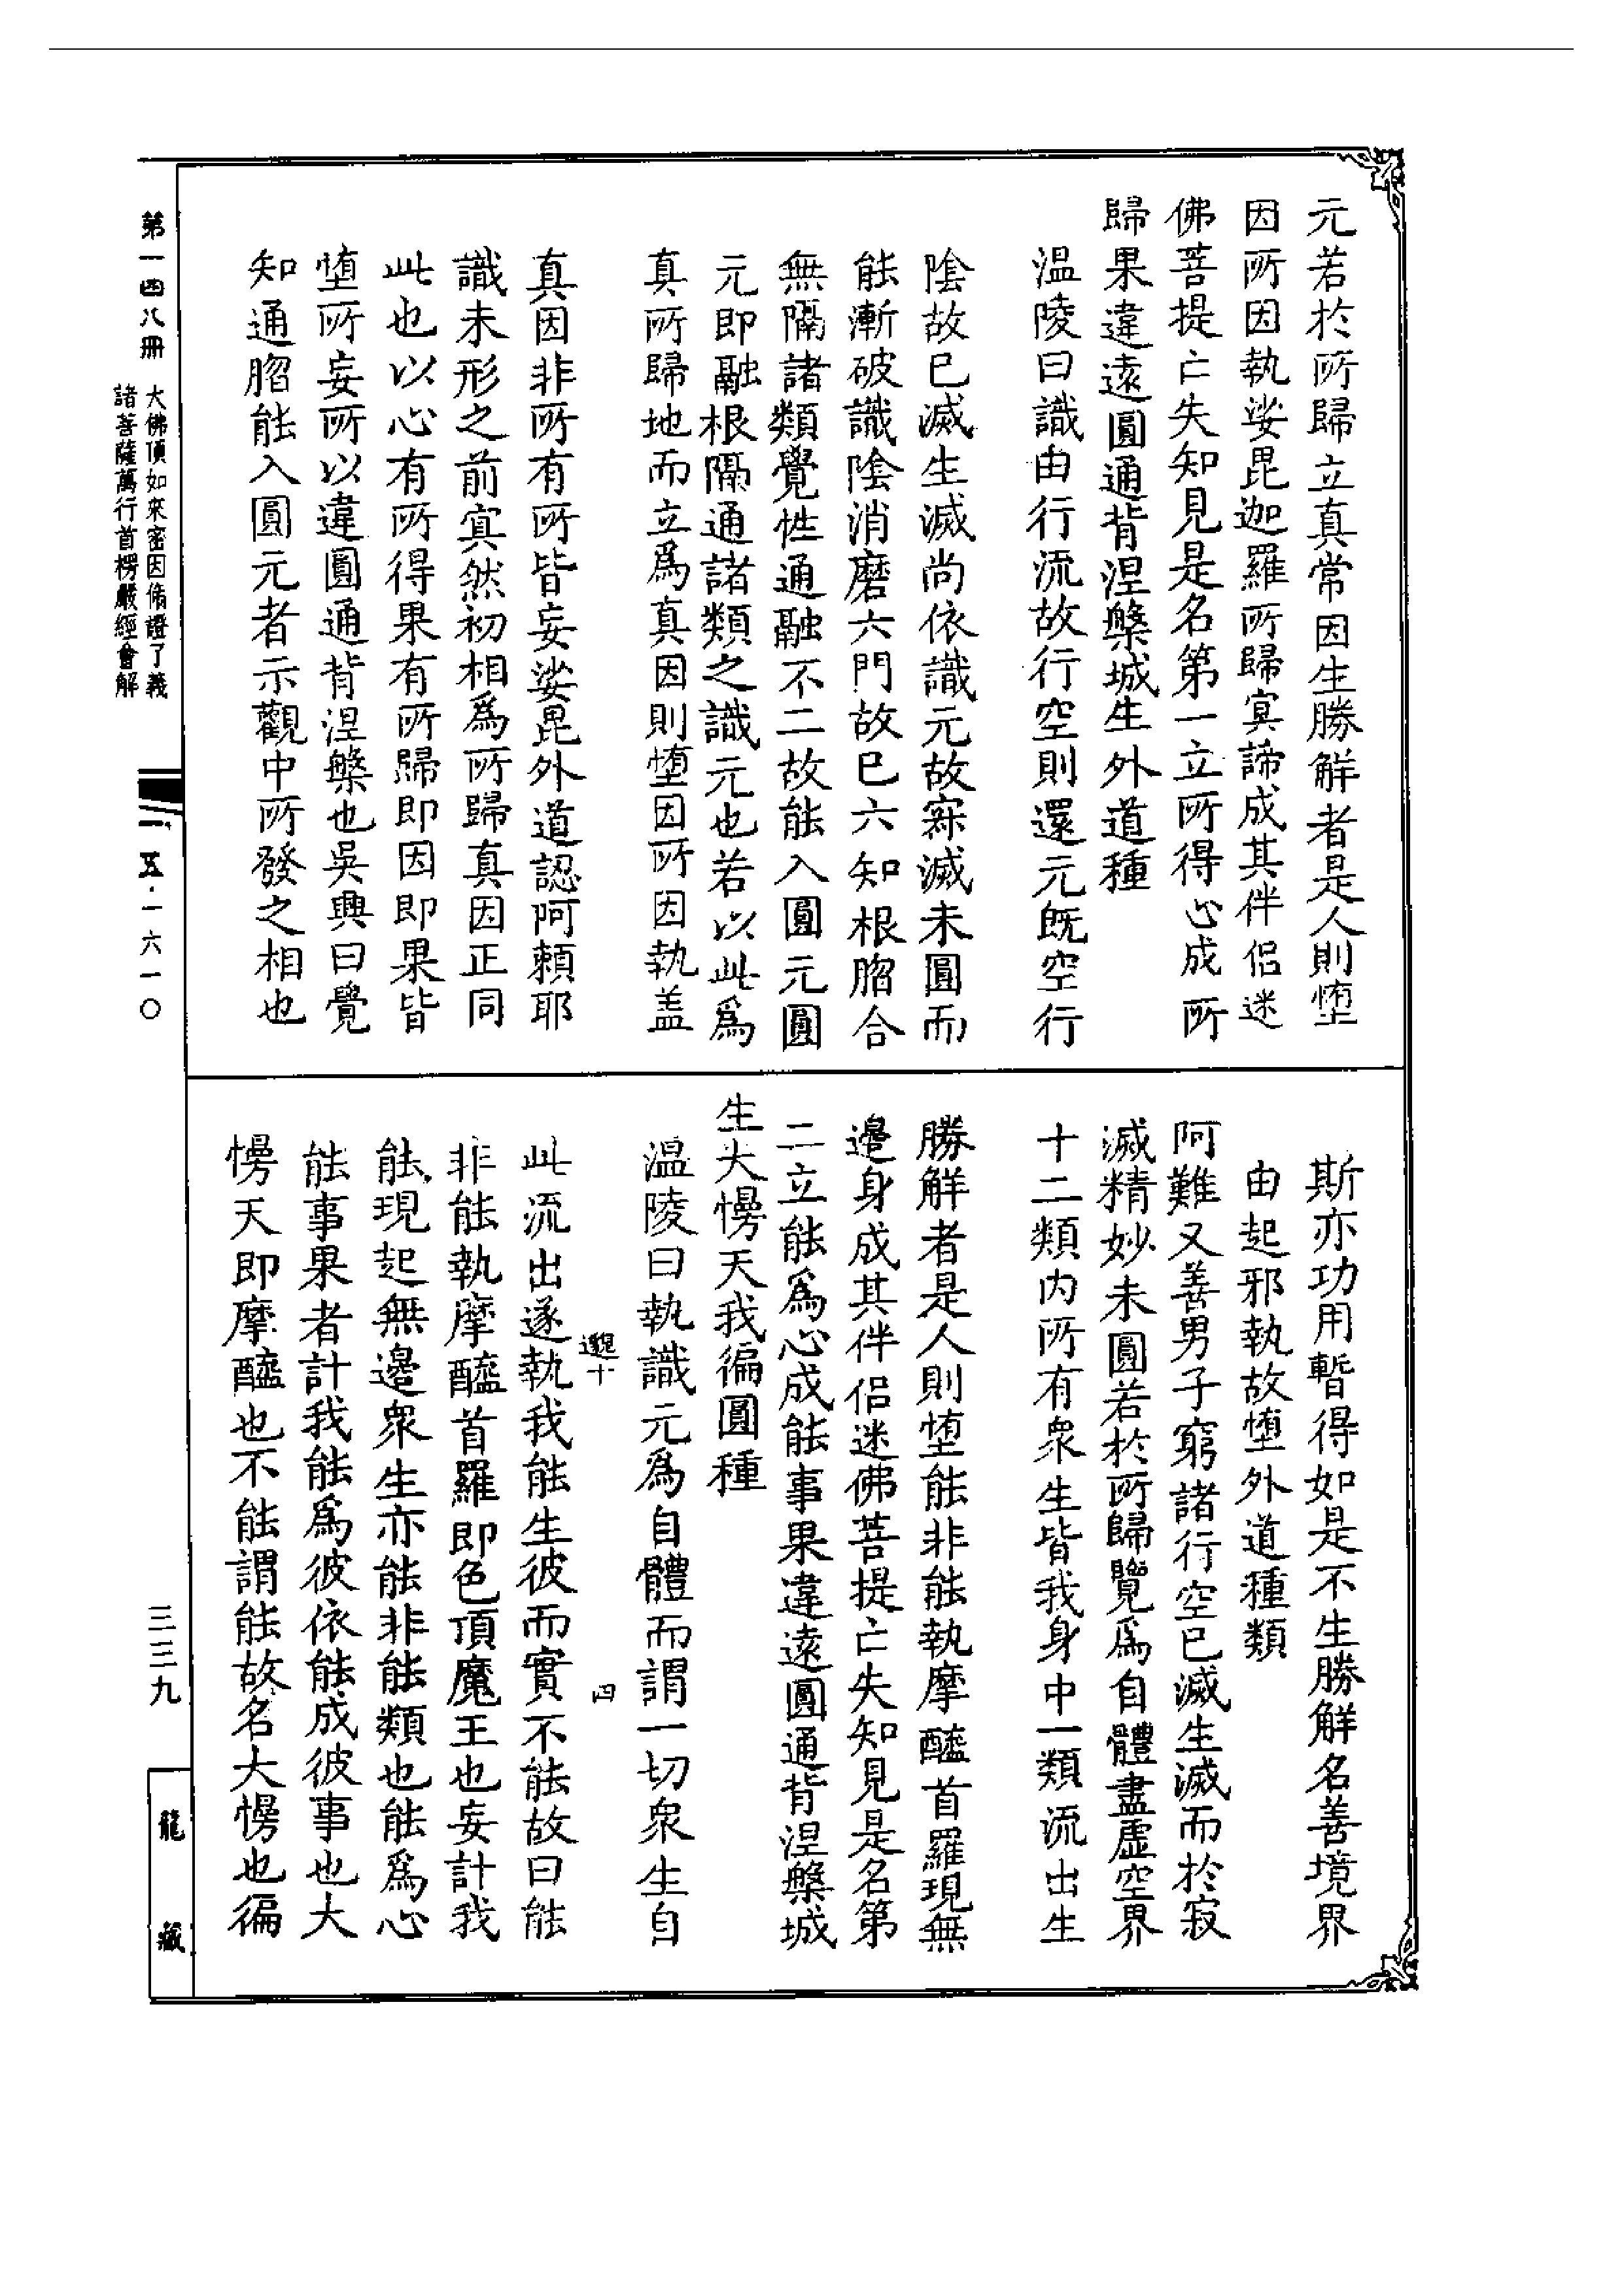 元若於所歸立真常因生勝解者是人則墮
因所因執娑毘迦羅所歸冥諦成其伴侶迷
佛菩提亡失知見是名第一立所得心成所
歸果違遠圓通背涅槃城生外道種
溫陵曰識由行流故行空則還元既空行
陰故已滅生滅尚依識元故寂滅未圓而
能漸破識陰消磨六門故已六知根䐇合
無隔諸類覺性通融不二故能入圓元圓
元即融根隔通諸類之識元也若以此為
真所歸地而立為真因則墮因所因執蓋
真因非所有所皆妄娑毘外道認阿賴耶
識未形之前冥然初相為所歸真因正同
此也以心有所得果有所歸即因即果皆
墮所妄所以違圓通背涅槃也吳興曰覺
知通䐇能入圓元者示觀中所發之相也
斯亦功用暫得如是不生勝解名善境界
由起邪執故墮外道種類
阿難又善男子窮諸行空已滅生滅而於寂
滅精妙未圓若於所歸覽為自體盡虛空界
十二類內所有眾生皆我身中一類流出生
勝解者是人則墮能非能執摩醯首羅現無
邊身成其伴侶迷佛菩提亡失知見是名第
二立能為心成能事果違遠圓通背涅槃城
生大慢天我徧圓種
溫陵曰執識元為自體而謂一切眾生自
邈十 四
此流出遂執我能生彼而實不能故曰能
非能執摩醯首羅即色頂魔王也妄計我
能現起無邊眾生亦能非能類也能為心
能事果者計我能為彼依能成彼事也大
慢天即摩醯也不能謂能故名大慢也徧
第一四八冊
大佛頂如來密因修證了義
諸菩薩萬行首楞嚴經會解
一五·一六一〇
三三九
龍藏